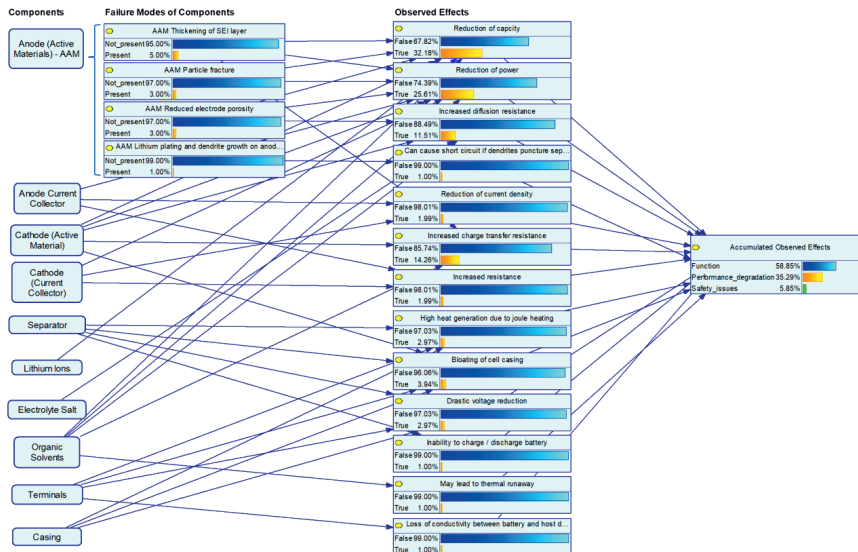 Components
Failure Modes of Components
Observed Effects
Anode (Active
Materials) - AAM
Anode Current
Collector
Cathode (Active
Material)
Cathode
(Current
Collector)
Separator
Lithium Ions
Electrolyte Salt
Organic
Solvents
Terminals
Casing
AAM Thickening of SEI layer
Not_present 95.00%
Present 5.00%
AAM Particle fracture
Not_present 97.00%
Present 3.00%
AAM Reduced electrode porosity
Not_present 97.00%
Present 3.00%
AAM Lithium plating and dendrite growth on anod...
Not_present 99.00%
Present 1.00%
Reduction of capcity
False 67.82%
True 32.18%
Reduction of power
False 74.39%
True 25.61%
Increased diffusion resistance
False 88.49%
True 11.51%
Can cause short circuit if dendrites puncture sep...
False 99.00%
True 1.00%
Reduction of current density
False 98.01%
True 1.99%
Increased charge transfer resistance
False 85.74%
True 14.26%
Increased resistance
False 98.01%
True 1.99%
High heat generation due to joule heating
False 97.03%
True 2.97%
Bloating of cell casing
False 96.06%
True 3.94%
Drastic voltage reduction
False 97.03%
True 2.97%
Inability to charge / discharge battery
False 99.00%
True 1.00%
May lead to thermal runaway
False 99.00%
True 1.00%
Loss of conductivity between battery and host d...
False 99.00%
True 1.00%
Accumulated Observed Effects
Function 58.85%
Performance_degradation 35.29%
Safety_issues 5.85%